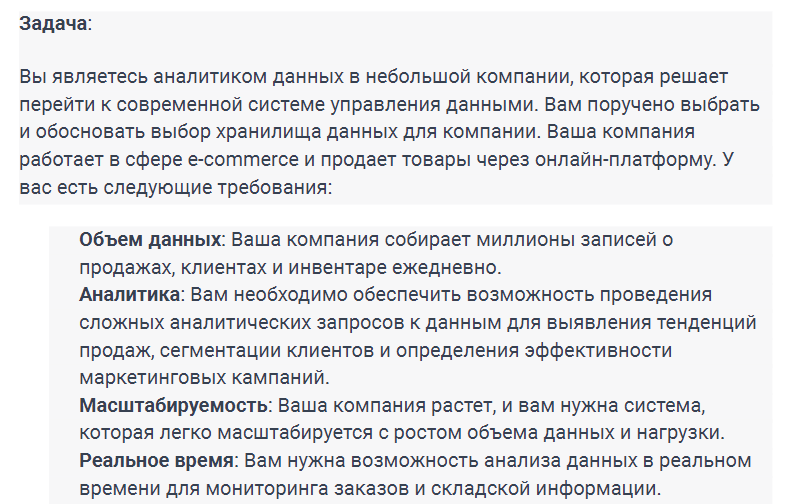 Задача:
Вы являетесь аналитиком данных в небольшой компании, которая решает
перейти к современной системе управления данными. Вам поручено выбрать
и обосновать выбор хранилища данных для компании. Ваша компания
работает в сфере e-commerce и продает товары через онлайн-платформу. У
вас есть следующие требования:
Объем данных: Ваша компания собирает миллионы записей о
продажах, клиентах и инвентаре ежедневно.
Аналитика: Вам необходимо обеспечить возможность проведения
сложных аналитических запросов к данным для выявления тенденций
продаж, сегментации клиентов и определения эффективности
маркетинговых кампаний.
Масштабируемость: Ваша компания растет, и вам нужна система,
которая легко масштабируется с ростом объема данных и нагрузки.
Реальное время: Вам нужна возможность анализа данных в реальном
времени для мониторинга заказов и складской информации.